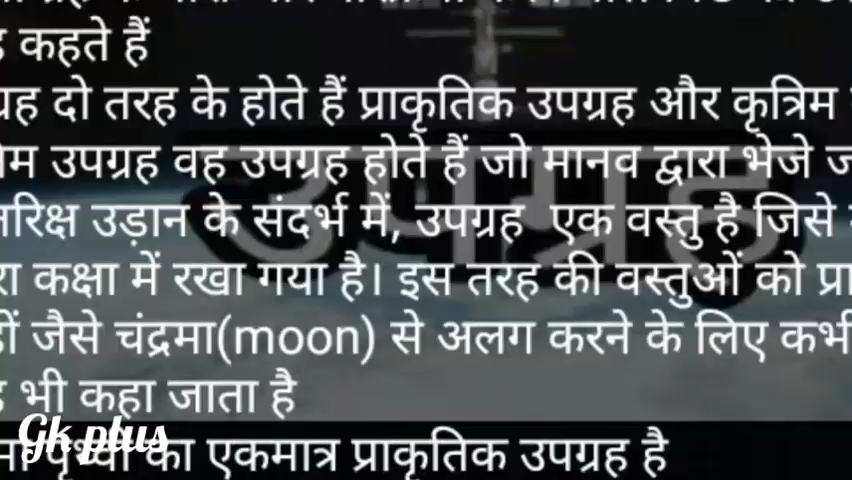 कहते हैं
दो तरह के होते हैं प्राकृतिक उपग्रह और कृत्रिम
उपग्रह वह उपग्रह होते हैं जो मानव द्वारा भेजे
उड़ान के संदर्भ में, उपग्रह एक वस्तु है जिसे
कक्षा में रखा गया है। इस तरह की वस्तुओं को
जैसे चंद्रमा(moon) से अलग करने के लिए कभी
भी कहा जाता है
का एकमात्र प्राकृतिक उपग्रह है
उपग्रह
Gk plus